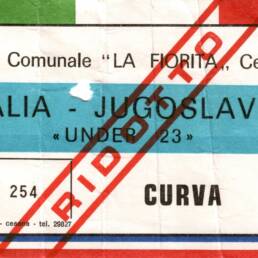 Comunale "LA FIORITA„ Ce
ALIA - JUGOSLAV
«UNDER 23»
RIDOTTO
254
CURVA
- cesena - tel. 29827